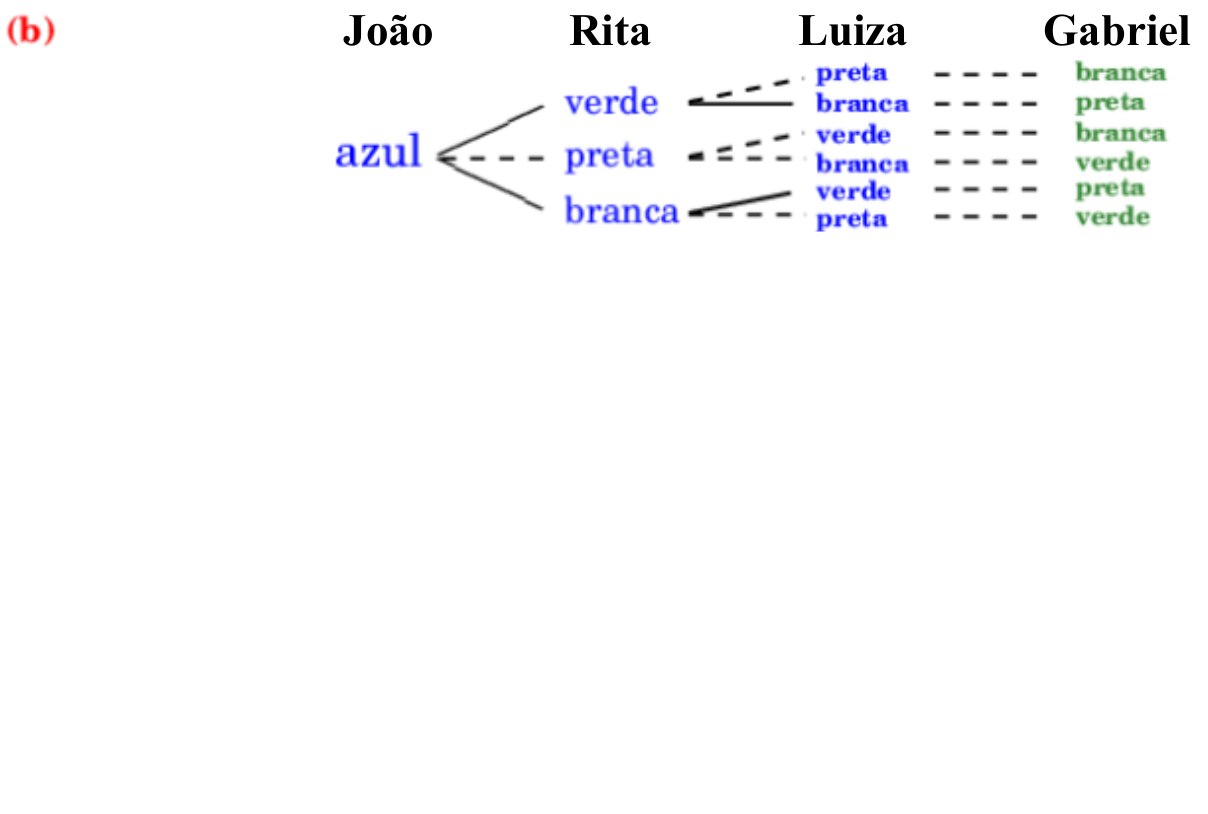 (b) João Rita Luiza Gabriel
preta branca
verde branca preta
azul preta verde branca
branca verde
branca verde preta
preta verde